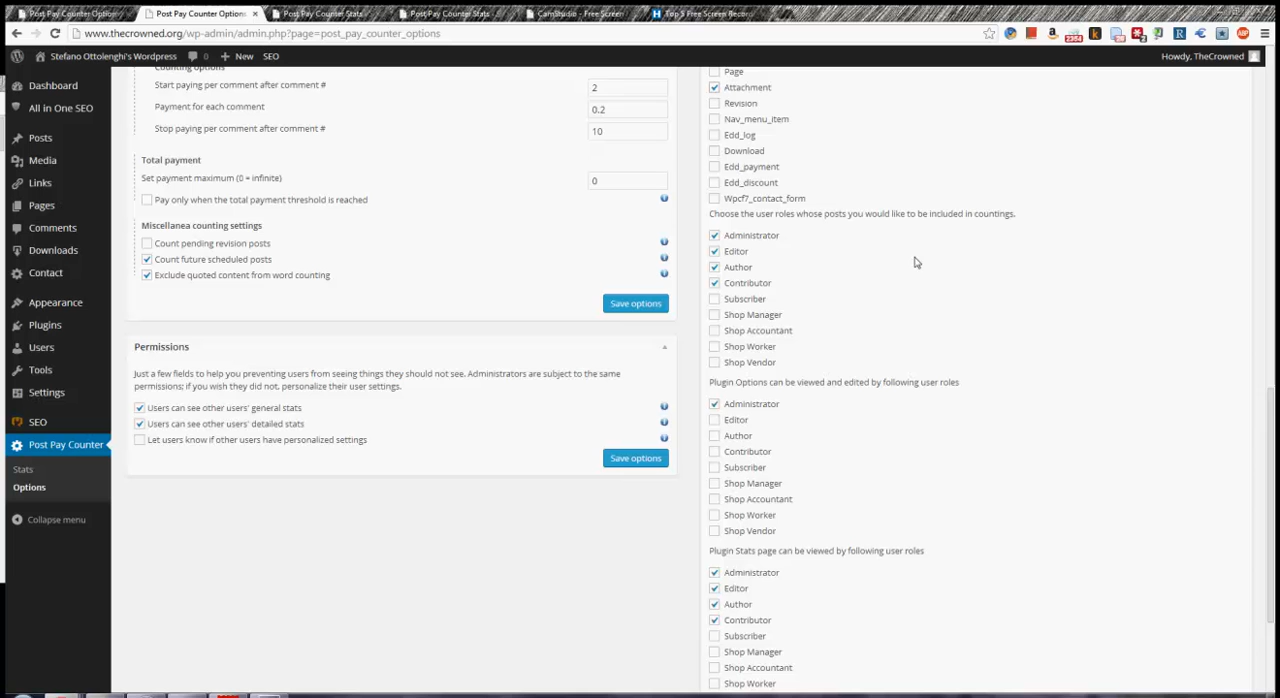 Post Pay Counter Option
Post Pay Counter Option
Post Pay Counter Stats
Post Pay Counter Stats
CamStudio - Free Screen
Top 5 Free Screen Recor
www.thecrowned.org/wp-admin/admin.php?page=post_pay_counter_options
Stefano Ottolenghi's Wordpress
0
New
SEO
Howdy, TheCrowned
Dashboard
All in One SEO
Posts
Media
Links
Pages
Comments
Downloads
Contact
Appearance
Plugins
Users
Tools
Settings
SEO
Post Pay Counter
Stats
Options
Collapse menu
Counting options
Start paying per comment after comment #
2
Payment for each comment
0.2
Stop paying per comment after comment #
10
Total payment
Set payment maximum (0 = infinite)
0
Pay only when the total payment threshold is reached
Miscellanea counting settings
Count pending revision posts
Count future scheduled posts
Exclude quoted content from word counting
Save options
Permissions
Just a few fields to help you preventing users from seeing things they should not see. Administrators are subject to the same
permissions; if you wish they did not, personalize their user settings.
Users can see other users' general stats
Users can see other users' detailed stats
Let users know if other users have personalized settings
Save options
Page
Attachment
Revision
Nav_menu_item
Edd_log
Download
Edd_payment
Edd_discount
Wpcf7_contact_form
Choose the user roles whose posts you would like to be included in countings.
Administrator
Editor
Author
Contributor
Subscriber
Shop Manager
Shop Accountant
Shop Worker
Shop Vendor
Plugin Options can be viewed and edited by following user roles
Administrator
Editor
Author
Contributor
Subscriber
Shop Manager
Shop Accountant
Shop Worker
Shop Vendor
Plugin Stats page can be viewed by following user roles
Administrator
Editor
Author
Contributor
Subscriber
Shop Manager
Shop Accountant
Shop Worker